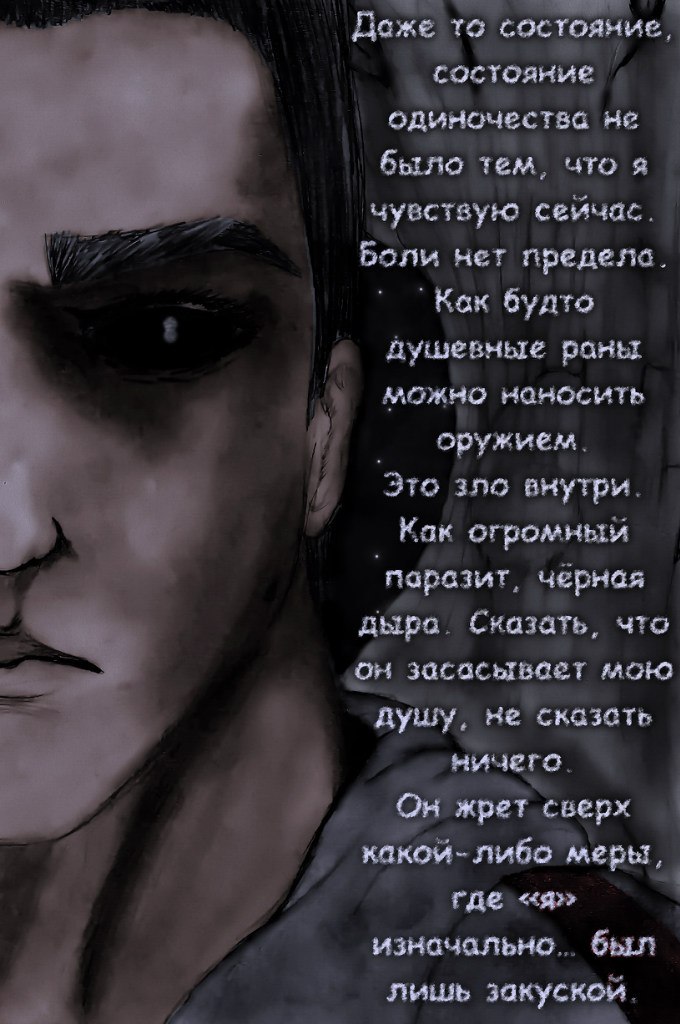 Даже то состояние,
состояние
одиночества не
было тем, что я
чувствую сейчас.
Боли нет предела.
Как будто
душевные раны
можно наносить
оружием.
Это зло внутри.
Как огромный
паразит, чёрная
дыра. Сказать, что
он засасывает мою
душу, не сказать
ничего.
Он жрет сверх
какой-либо меры,
где «я»
изначально… был
лишь закуской.